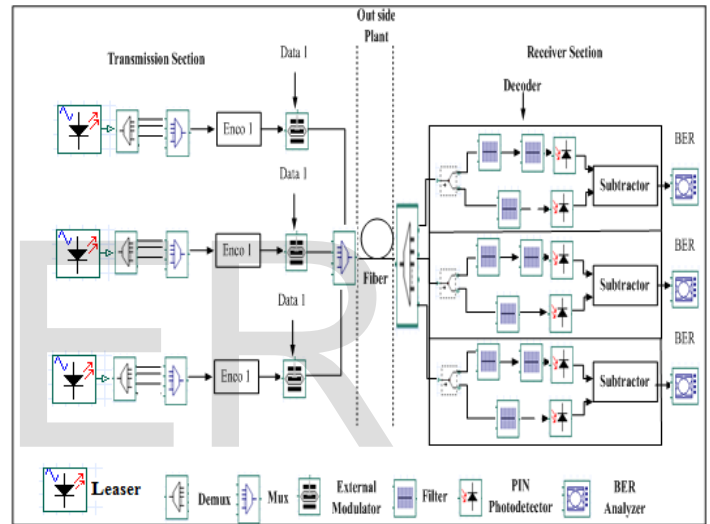 Out side
Plant
Transmission Section
Receiver Section
Data 1
Decoder
BER
Enco 1
Subtractor
Data 1
BER
Enco 1
Subtractor
Fiber
Data 1
BER
Enco 1
Subtractor
ER
Leaser
Demux
Mux
External
Modulator
Filter
PIN
Photodetector
BER
Analyzer